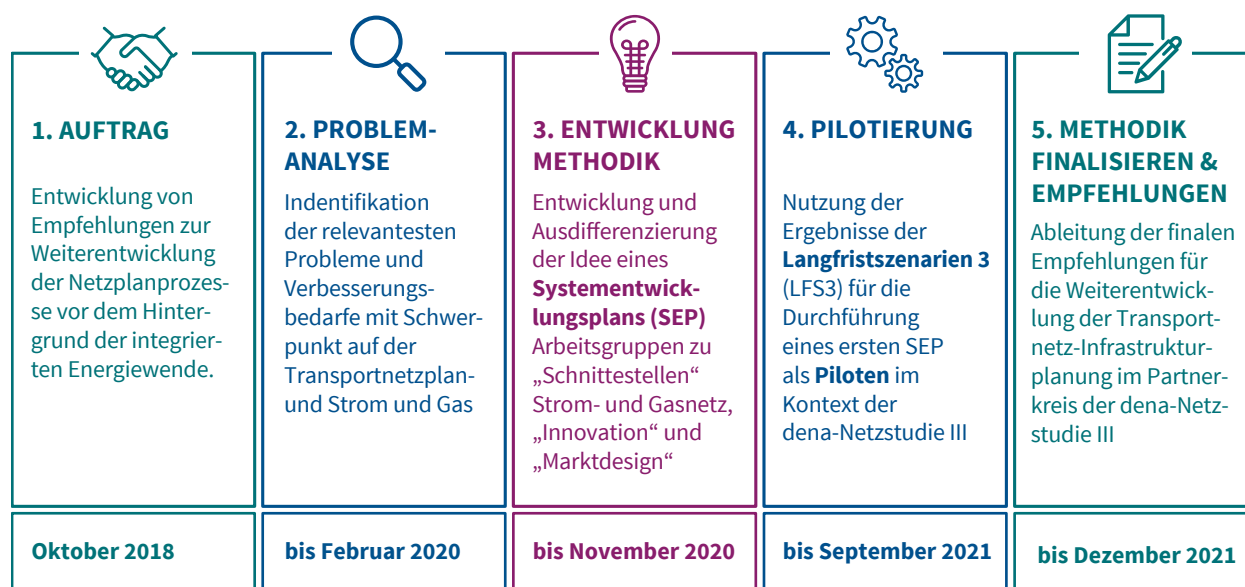 1. AUFTRAG
Entwicklung von
Empfehlungen zur
Weiterentwicklung
der Netzplanprozes-
se vor dem Hinter-
grund der integrier-
ten Energiewende.
Oktober 2018
2. PROBLEM-
ANALYSE
Indentifikation
der relevantesten
Probleme und
Verbesserungs-
bedarfe mit Schwer-
punkt auf der
Transportnetzplan-
und Strom und Gas
bis Februar 2020
3. ENTWICKLUNG
METHODIK
Entwicklung und
Ausdifferenzierung
der Idee eines
Systementwick-
lungsplans (SEP)
Arbeitsgruppen zu
„Schnittestellen“
Strom- und Gasnetz,
„Innovation“ und
„Marktdesign“
bis November 2020
4. PILOTIERUNG
Nutzung der
Ergebnisse der
Langfristszenarien 3
(LFS3) für die
Durchführung
eines ersten SEP
als Piloten im
Kontext der
dena-Netzstudie III
bis September 2021
5. METHODIK
FINALISIEREN &
EMPFEHLUNGEN
Ableitung der finalen
Empfehlungen für
die Weiterentwick-
lung der Transport-
netz-Infrastruktur-
planung im Partner-
kreis der dena-Netz-
studie III
bis Dezember 2021